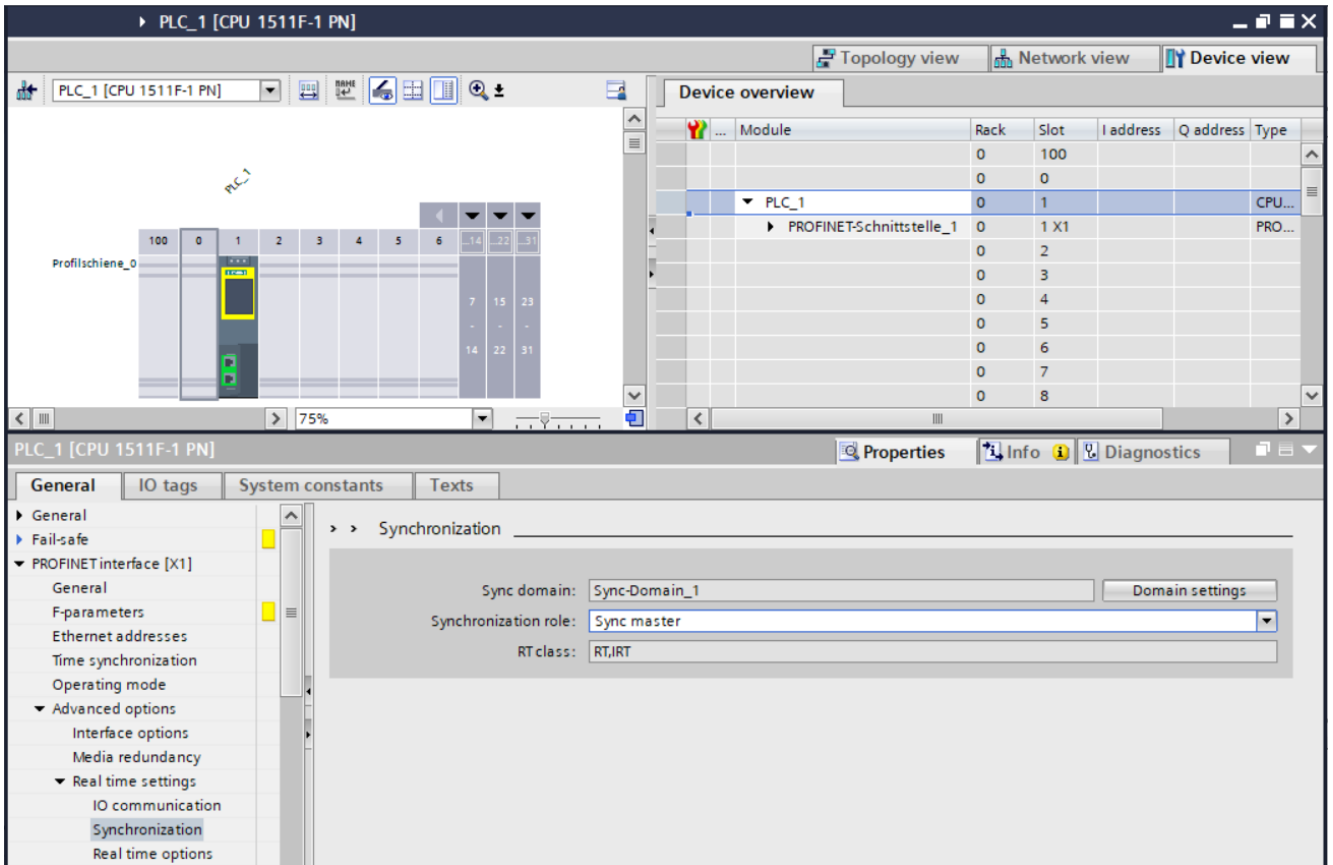 PLC_1 [CPU 1511F-1 PN]
Topology view
Network view
Device view
PLC_1 [CPU 1511F-1 PN]
Device overview
... Module Rack Slot I address Q address Type
0 100
0 0
PLC_1 0 1 CPU...
PROFINET-Schnittstelle_1 0 1 X1 PRO...
0 2
0 3
0 4
0 5
0 6
0 7
0 8
PLC_1
100 0 1 2 3 4 5 6 ...14 ...22 ...31
Profilschiene_0
7 15 23
- - -
14 22 31
75%
PLC_1 [CPU 1511F-1 PN]
Properties
Info
Diagnostics
General
IO tags
System constants
Texts
General
Fail-safe
PROFINET interface [X1]
General
F-parameters
Ethernet addresses
Time synchronization
Operating mode
Advanced options
Interface options
Media redundancy
Real time settings
IO communication
Synchronization
Real time options
> > Synchronization
Sync domain: Sync-Domain_1 Domain settings
Synchronization role: Sync master
RT class: RT,IRT